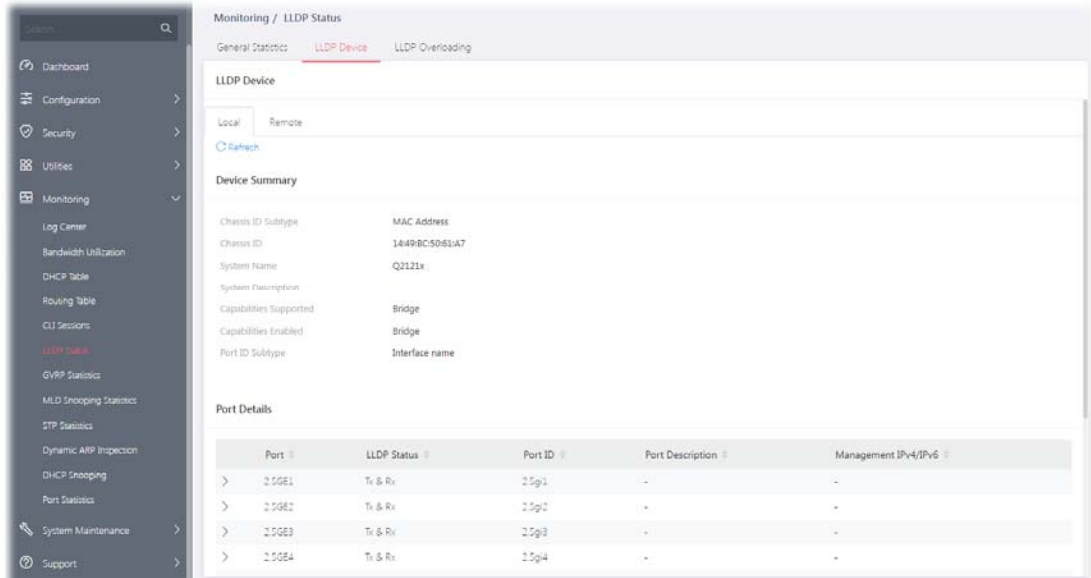 Search...
Dashboard
Configuration
Security
Utilities
Monitoring
Log Center
Bandwidth Utilization
DHCP Table
Routing Table
CLI Sessions
LLDP Status
GVRP Statistics
MLD Snooping Statistics
STP Statistics
Dynamic ARP Inspection
DHCP Snooping
Port Statistics
System Maintenance
Support
Monitoring / LLDP Status
General Statistics LLDP Device LLDP Overloading
LLDP Device
Local Remote
Refresh
Device Summary
Chassis ID Subtype MAC Address
Chassis ID 14:49:BC:50:61:A7
System Name Q2121x
System Description
Capabilities Supported Bridge
Capabilities Enabled Bridge
Port ID Subtype Interface name
Port Details
Port LLDP Status Port ID Port Description Management IPv4/IPv6
2.5GE1 Tx & Rx 2.5gi1 - -
2.5GE2 Tx & Rx 2.5gi2 - -
2.5GE3 Tx & Rx 2.5gi3 - -
2.5GE4 Tx & Rx 2.5gi4 - -